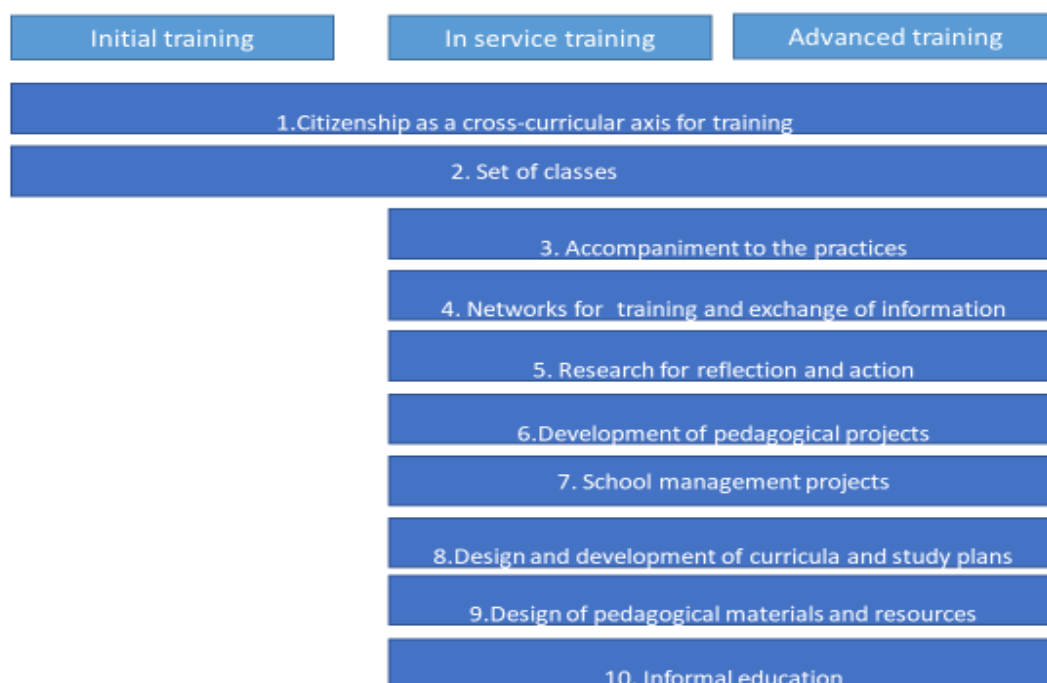 Initial training
In service training
Advanced training
1.Citizenship as a cross-curricular axis for training
2. Set of classes
3. Accompaniment to the practices
4. Networks for training and exchange of information
5. Research for reflection and action
6.Development of pedagogical projects
7. School management projects
8.Design and development of curricula and study plans
9.Design of pedagogical materials and resources
10. Informal education